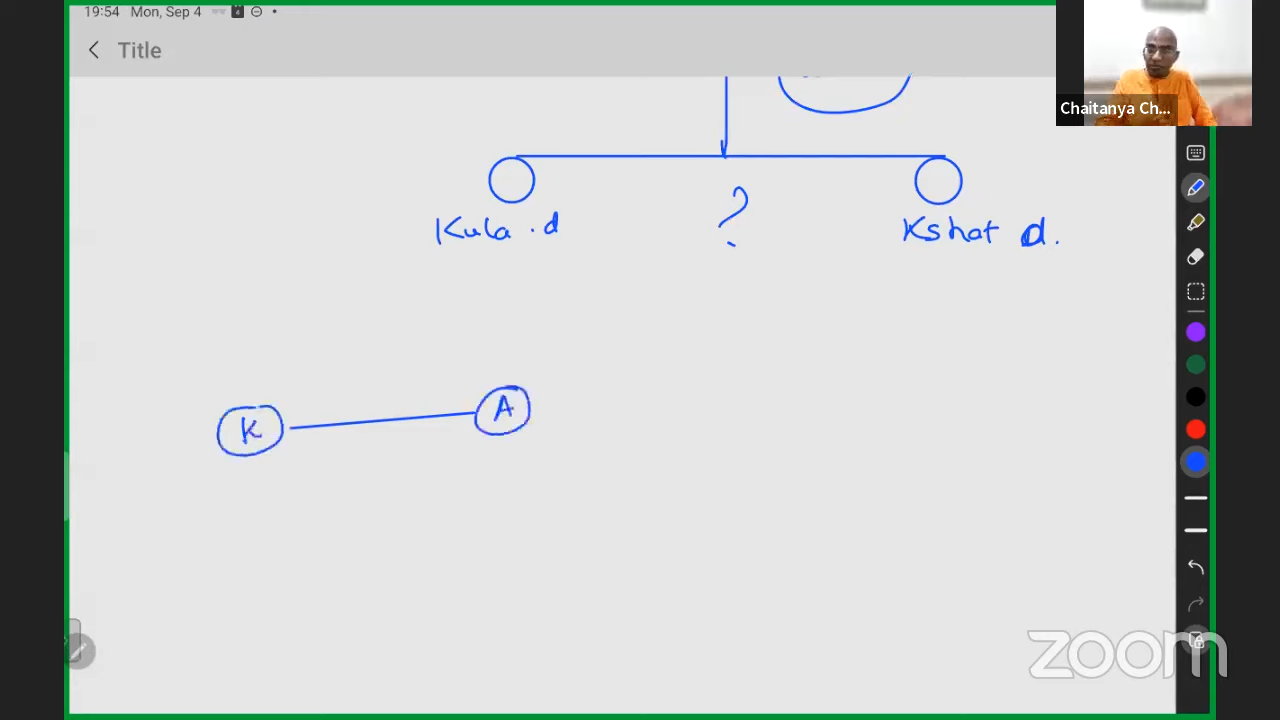 19:54 Mon, Sep 4
Title
Chaitanya Ch...
Kula . d ? Kshat d.
K A
zoom